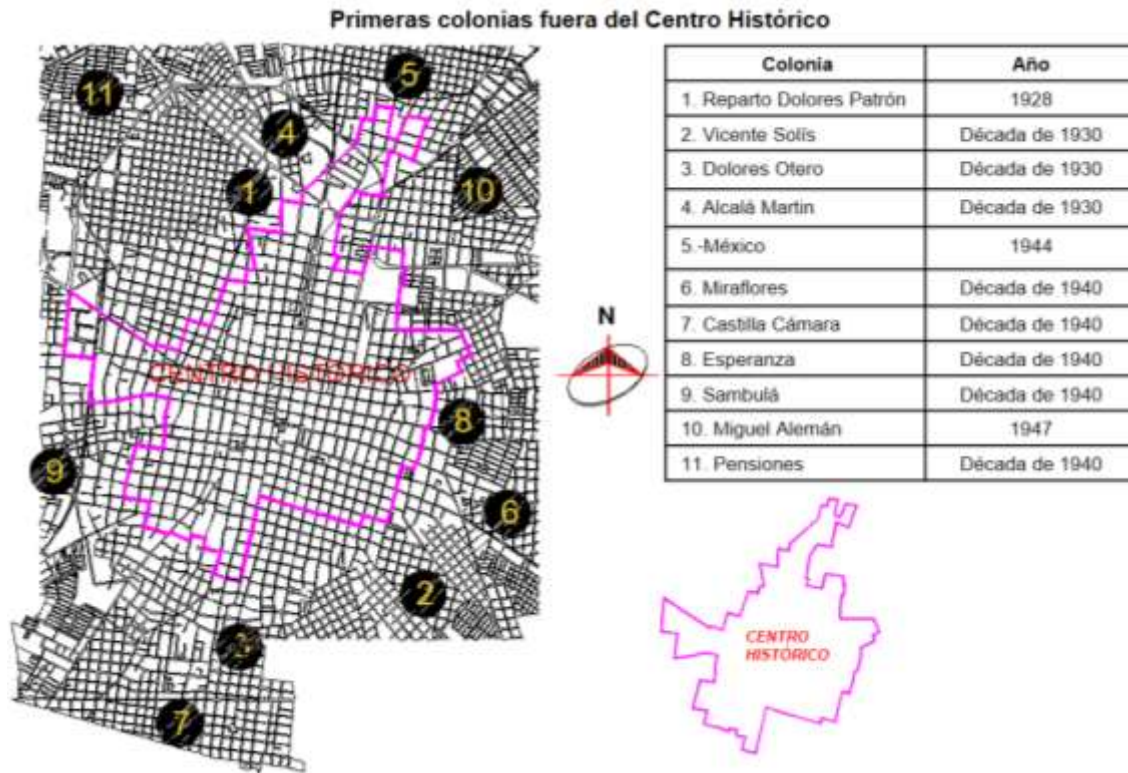 Primeras colonias fuera del Centro Histórico
11
5
4
1
10
CENTRO HISTÓRICO
8
9
6
2
3
7
N
Colonia Año
1. Reparto Dolores Patrón 1928
2. Vicente Solís Década de 1930
3. Dolores Otero Década de 1930
4. Alcalá Martin Década de 1930
5.-México 1944
6. Miraflores Década de 1940
7. Castilla Cámara Década de 1940
8. Esperanza Década de 1940
9. Sambulá Década de 1940
10. Miguel Alemán 1947
11. Pensiones Década de 1940
CENTRO
HISTÓRICO